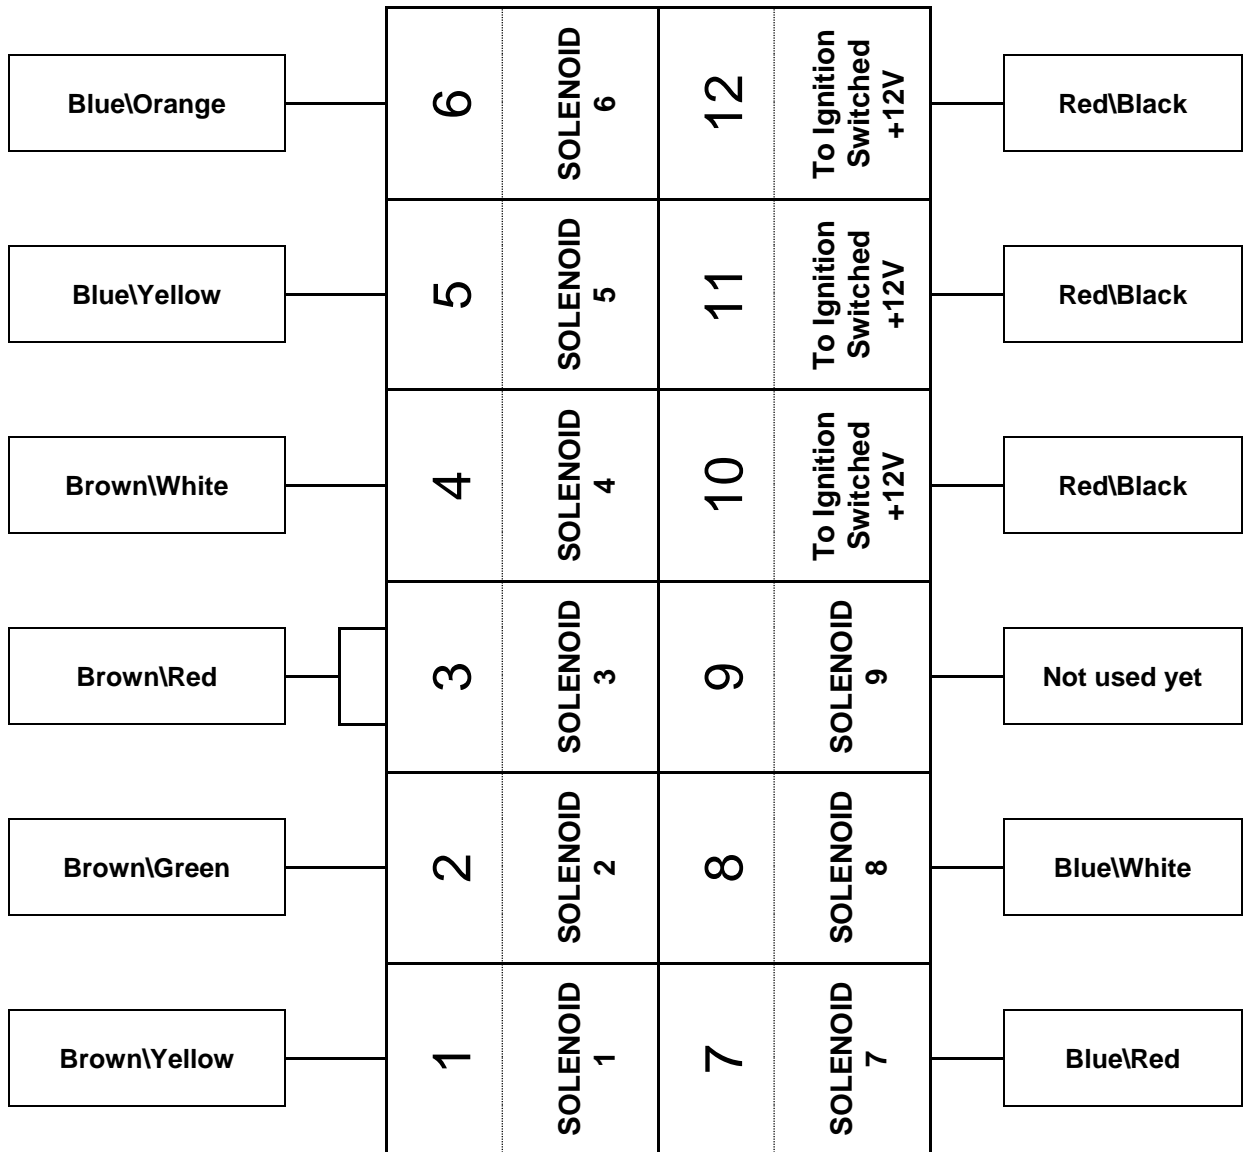 Blue\Orange
6
SOLENOID
6
12
To Ignition
Switched
+12V
Red\Black
Blue\Yellow
5
SOLENOID
5
11
To Ignition
Switched
+12V
Red\Black
Brown\White
4
SOLENOID
4
10
To Ignition
Switched
+12V
Red\Black
Brown\Red
3
SOLENOID
3
9
SOLENOID
9
Not used yet
Brown\Green
2
SOLENOID
2
8
SOLENOID
8
Blue\White
Brown\Yellow
1
SOLENOID
1
7
SOLENOID
7
Blue\Red